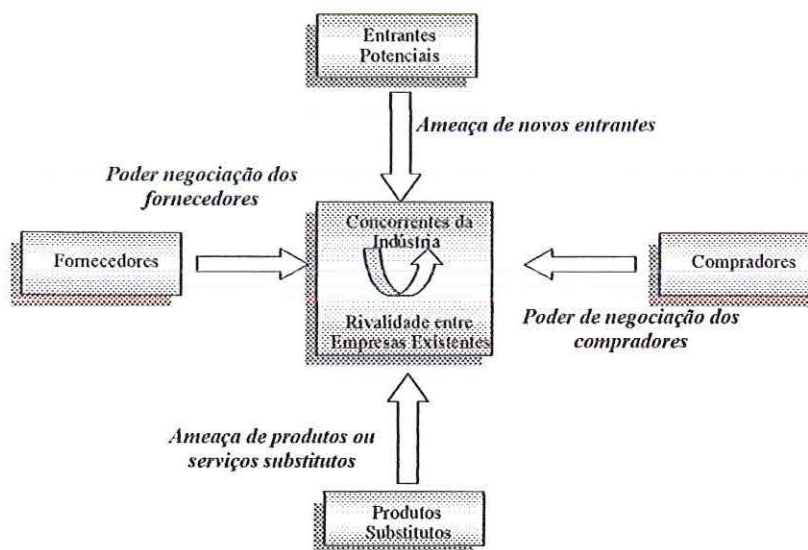 Entrantes
Potenciais
Ameaça de novos entrantes
Poder negociação dos
fornecedores
Concorrentes da
Indústria
Fornecedores
Compradores
Rivalidade entre
Empresas Existentes
Poder de negociação dos
compradores
Ameaça de produtos ou
serviços substitutos
Produtos
Substitutos